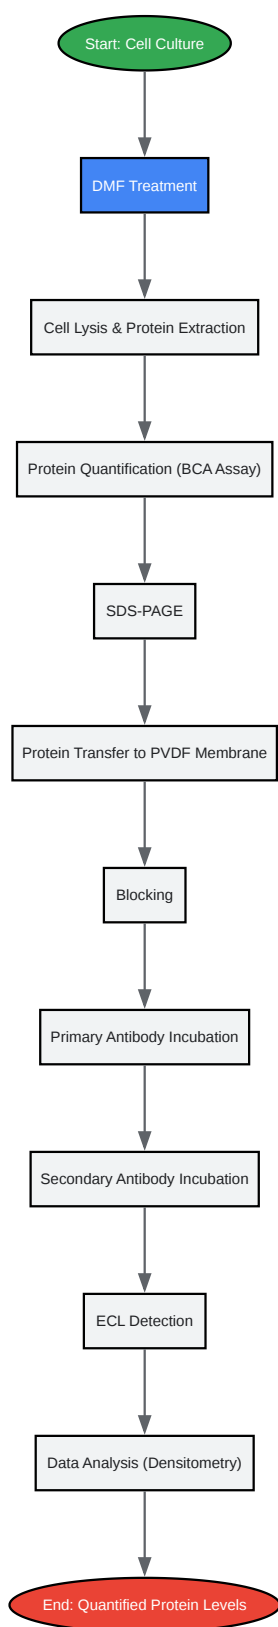 Start: Cell Culture
DMF Treatment
Cell Lysis & Protein Extraction
Protein Quantification (BCA Assay)
SDS-PAGE
Protein Transfer to PVDF Membrane
Blocking
Primary Antibody Incubation
Secondary Antibody Incubation
ECL Detection
Data Analysis (Densitometry)
End: Quantified Protein Levels